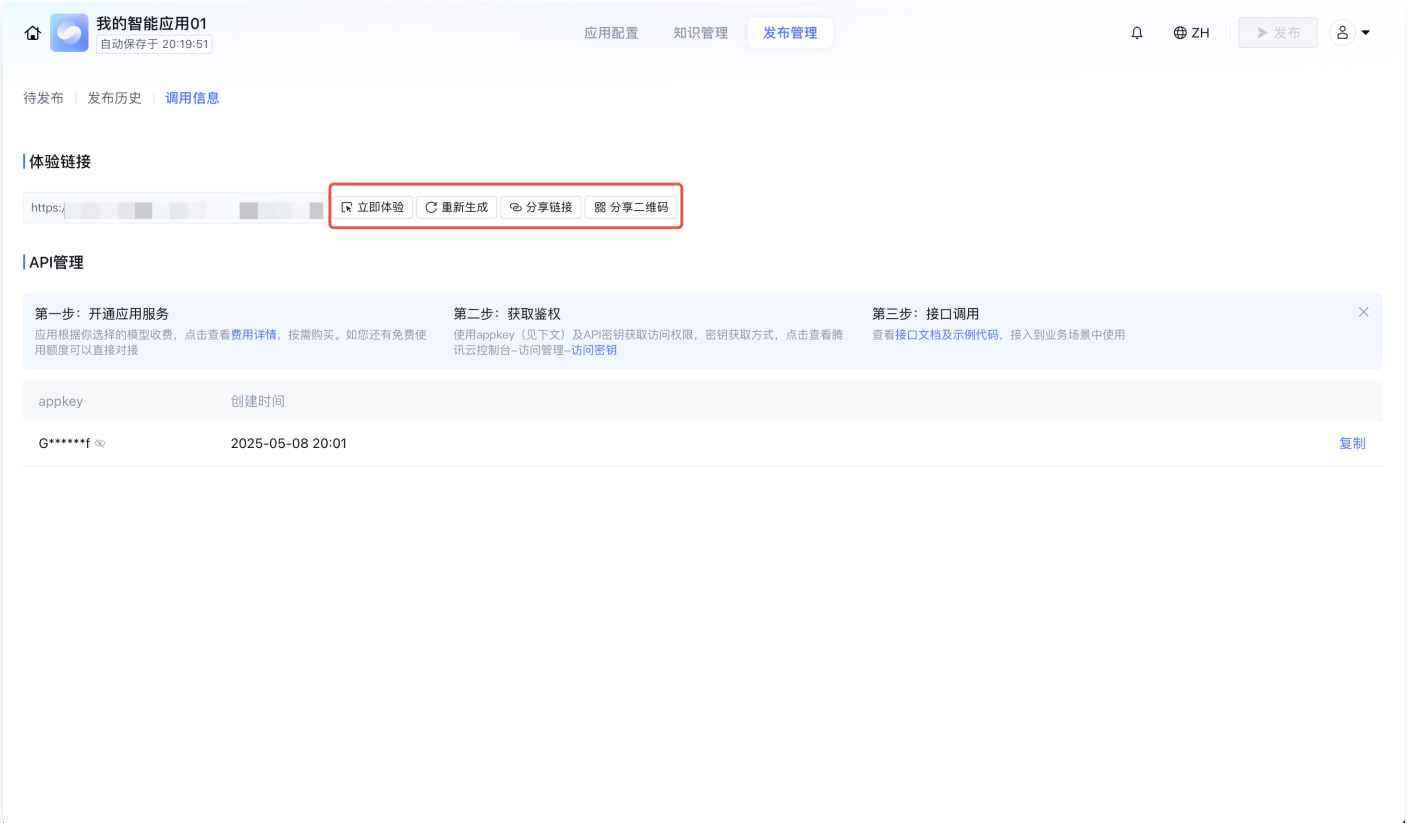 我的智能应用01
自动保存于 20:19:51
应用配置 知识管理 发布管理
ZH
发布
待发布 发布历史 调用信息
体验链接
https:/
立即体验 重新生成 分享链接 分享二维码
API管理
第一步：开通应用服务
应用根据你选择的模型收费，点击查看费用详情，按需购买。如您还有免费使
用额度可以直接对接
第二步：获取鉴权
使用appkey（见下文）及API密钥获取访问权限，密钥获取方式，点击查看腾
讯云控制台-访问管理-访问密钥
第三步：接口调用
查看接口文档及示例代码，接入到业务场景中使用
appkey 创建时间
G******f 2025-05-08 20:01 复制